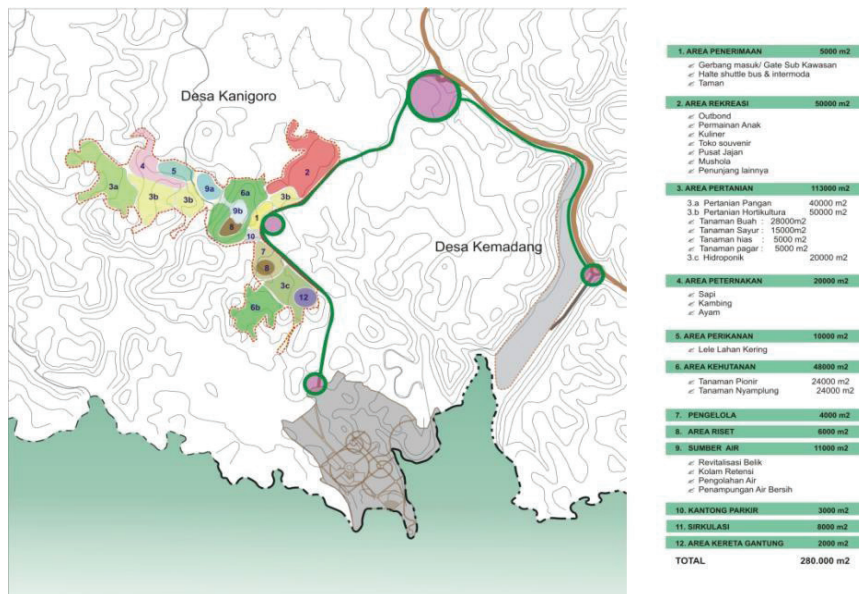 Desa Kanigoro
Desa Kemadang
3a
4
5
3b
3b
9a
6a
9b
8
2
3b
1
10
7
8
3c
12
6b
1. AREA PENERIMAAN 5000 m2
Gerbang masuk/ Gate Sub Kawasan
Halte shuttle bus & intermoda
Taman
2. AREA REKREASI 50000 m2
Outbond
Permainan Anak
Kuliner
Toko souvenir
Pusat Jajan
Mushola
Penunjang lainnya
3. AREA PERTANIAN 113000 m2
3.a Pertanian Pangan 40000 m2
3.b Pertanian Hortikultura 50000 m2
Tanaman Buah : 28000m2
Tanaman Sayur : 15000m2
Tanaman hias : 5000 m2
Tanaman pagar : 5000 m2
3.c Hidroponik 20000 m2
4. AREA PETERNAKAN 20000 m2
Sapi
Kambing
Ayam
5. AREA PERIKANAN 10000 m2
Lele Lahan Kering
6. AREA KEHUTANAN 48000 m2
Tanaman Pionir 24000 m2
Tanaman Nyamplung 24000 m2
7. PENGELOLA 4000 m2
8. AREA RISET 6000 m2
9. SUMBER AIR 11000 m2
Revitalisasi Belik
Kolam Retensi
Pengolahan Air
Penampungan Air Bersih
10. KANTONG PARKIR 3000 m2
11. SIRKULASI 8000 m2
12. AREA KERETA GANTUNG 2000 m2
TOTAL 280.000 m2